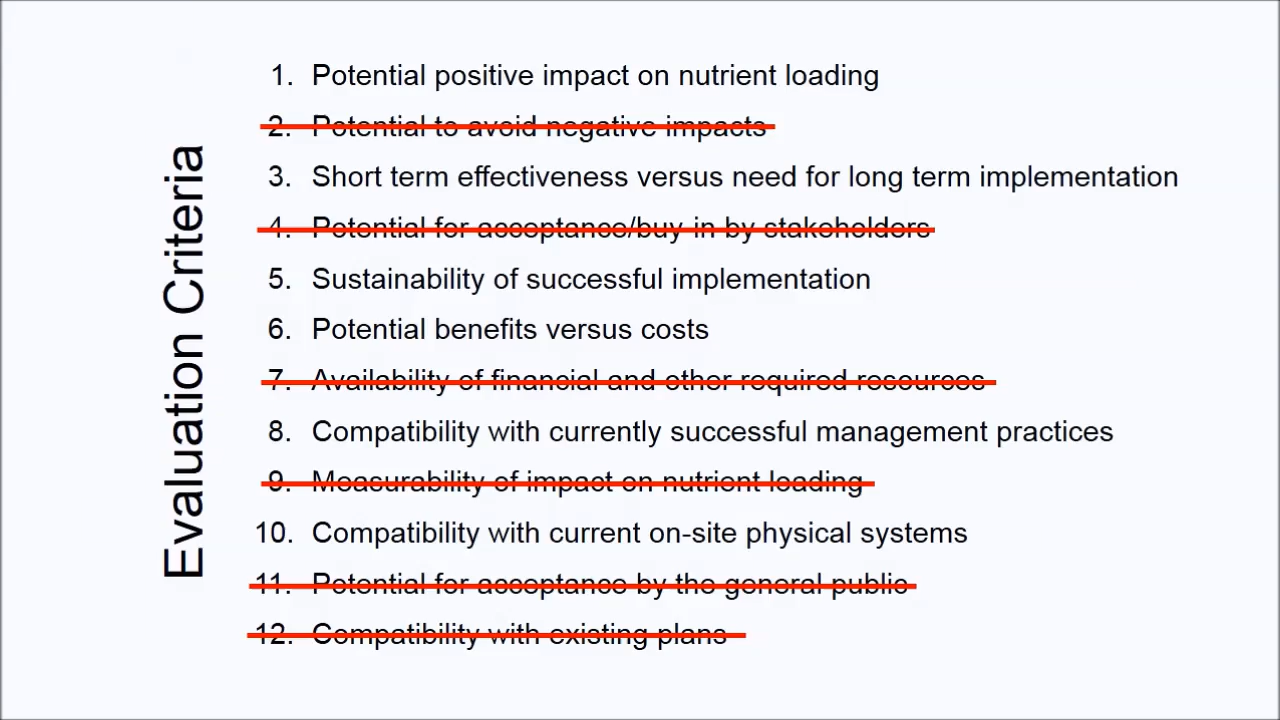 Evaluation Criteria
1. Potential positive impact on nutrient loading
2. Potential to avoid negative impacts
3. Short term effectiveness versus need for long term implementation
4. Potential for acceptance/buy-in by stakeholders
5. Sustainability of successful implementation
6. Potential benefits versus costs
7. Availability of financial and other required resources
8. Compatibility with currently successful management practices
9. Measurability of impact on nutrient loading
10. Compatibility with current on-site physical systems
11. Potential for acceptance by the general public
12. Compatibility with existing plans